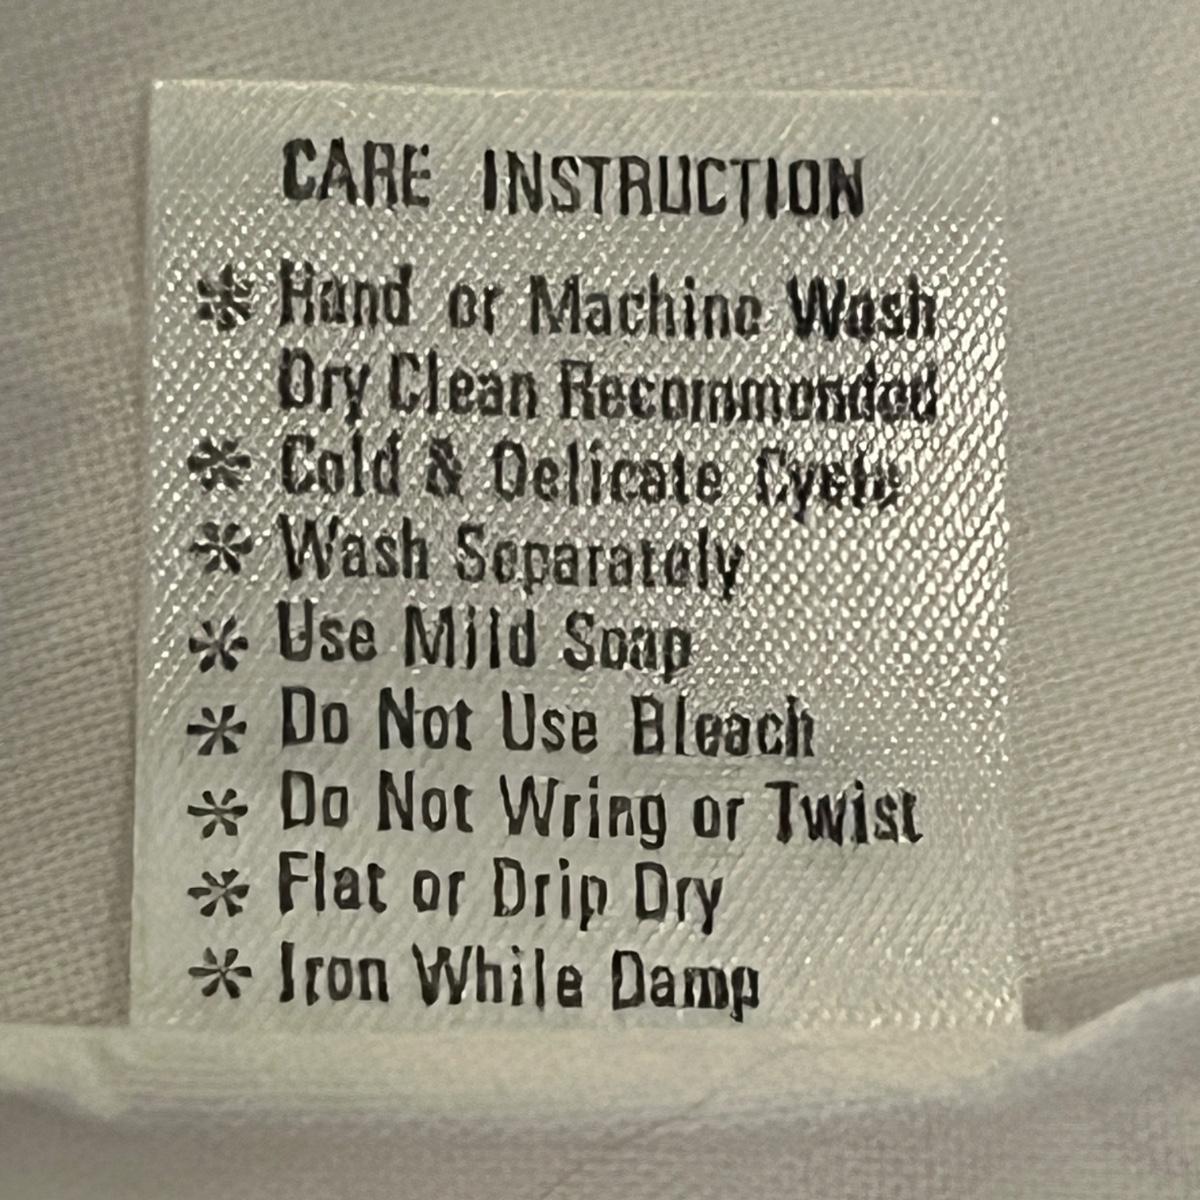 CARE INSTRUCTION
* Hand or Machine Wash
Dry Clean Recommended
* Cold & Delicate Cycle
* Wash Separately
* Use Mild Soap
* Do Not Use Bleach
* Do Not Wring or Twist
* Flat or Drip Dry
* Iron While Damp